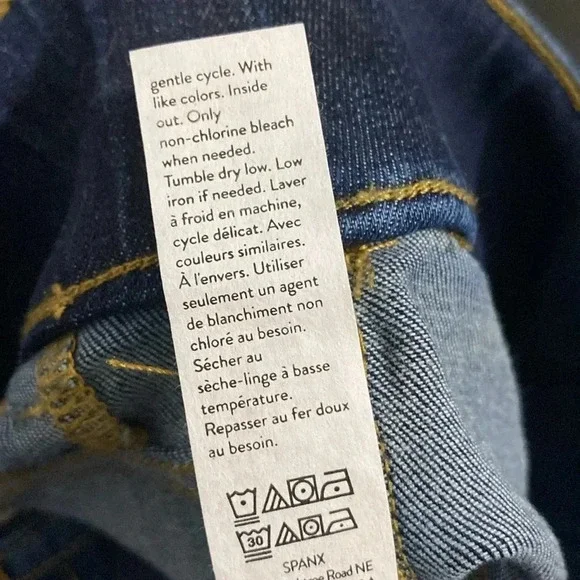 gentle cycle. With
like colors. Inside
out. Only
non-chlorine bleach
when needed.
Tumble dry low. Low
iron if needed. Laver
à froid en machine,
cycle délicat. Avec
couleurs similaires.
À l'envers. Utiliser
seulement un agent
de blanchiment non
chloré au besoin.
Sécher au
sèche-linge à basse
température.
Repasser au fer doux
au besoin.
30
SPANX
Road NE